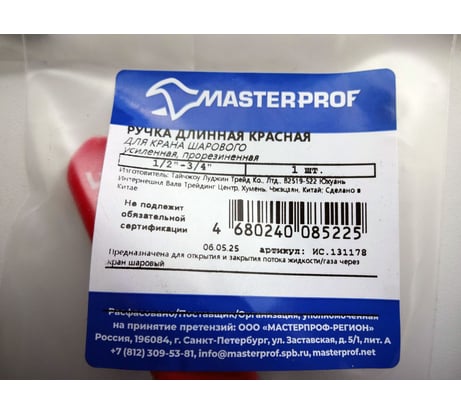 MASTERPROF
РУЧКА ДЛИННАЯ КРАСНАЯ
ДЛЯ КРАНА ШАРОВОГО
усиленная, прорезиненная
1/2"-3/4" 1 шт.
Изготовитель: Тайчжоу Луджин Трейд Ко., Лтд. В2519-522 Юхуань
Интернешнл Валв Трейдинг Центр, Хумень, Чжэцзян, Китай; Сделано в
Китае
Не подлежит
обязательной
сертификации
4 680240 085225
06.05.25 артикул: ИС.131178
Предназначена для открытия и закрытия потока жидкости/газа через
кран шаровый
Расфасовано/Поставщик/Организация, уполномоченная
на принятие претензий: ООО «МАСТЕРПРОФ-РЕГИОН»
Россия, 196084, г. Санкт-Петербург, ул. Заставская, д. 5/1, лит. А
+7 (812) 309-53-81, info@masterprof.spb.ru, masterprof.net